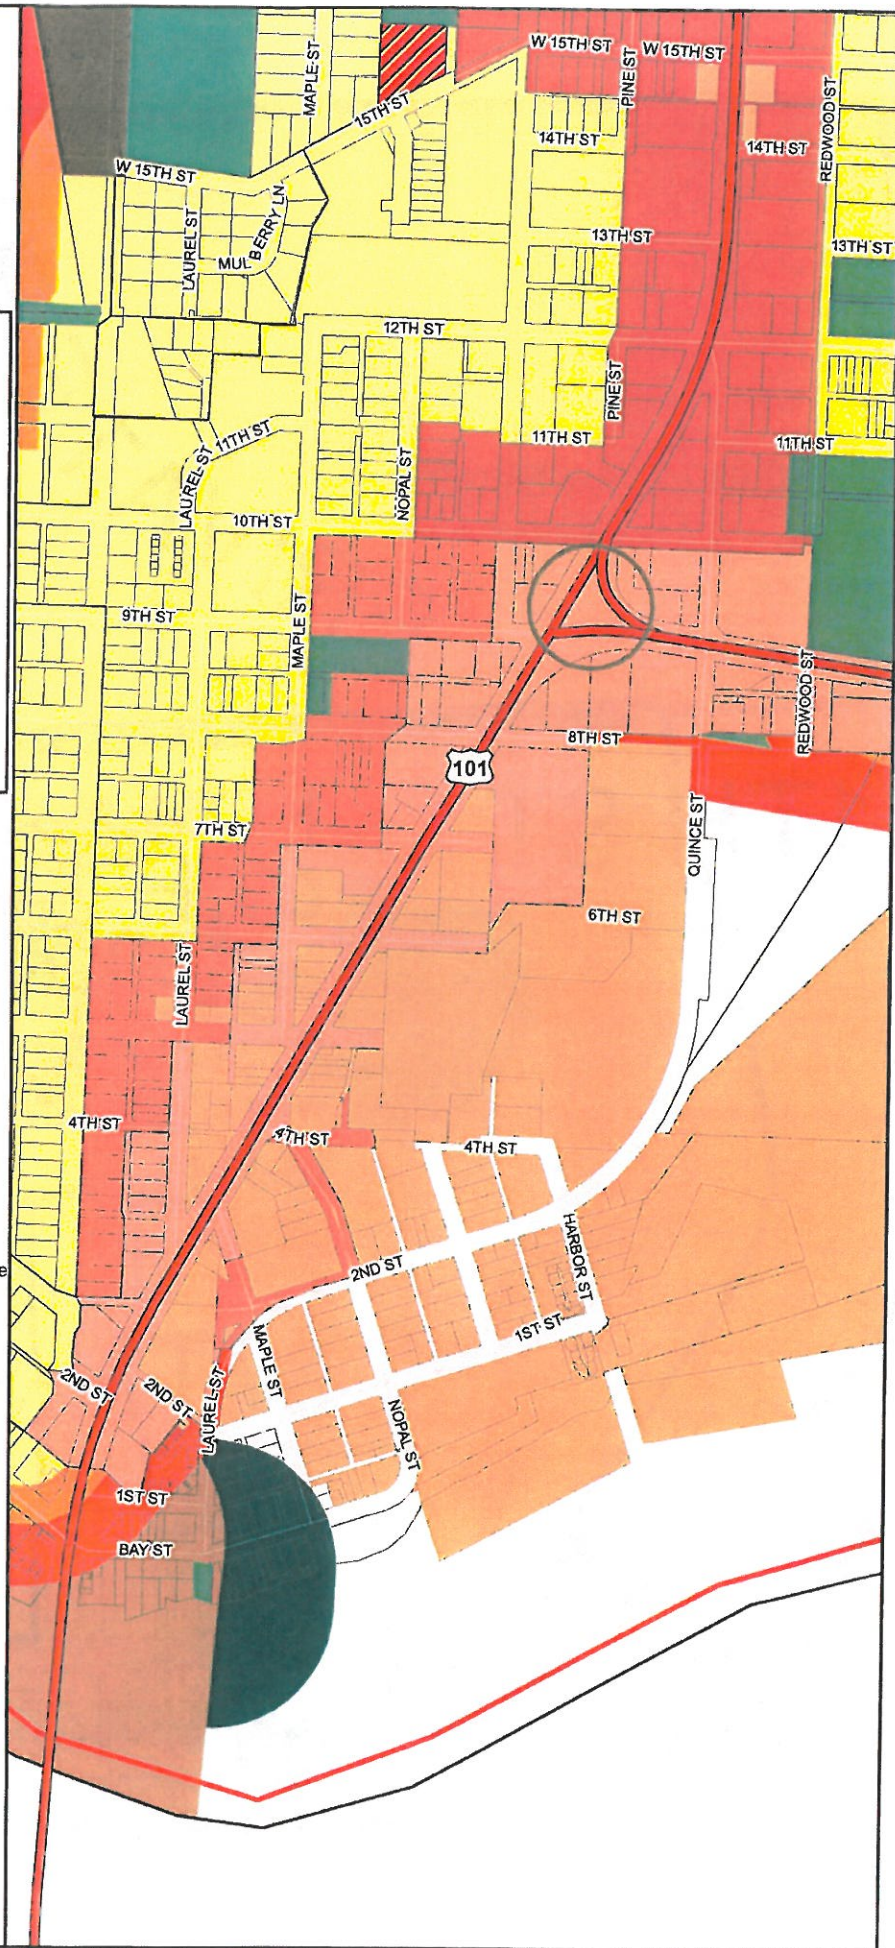 W 15TH ST
W 15TH ST
MAPLE ST
PINE ST
REDWOOD ST
15TH ST
14TH ST
14TH ST
W 15TH ST
LAUREL ST
MUL BERRY LN
13TH ST
13TH ST
12TH ST
PINE ST
11TH ST
11TH ST
11TH ST
LAUREL ST
NOPAL ST
10TH ST
9TH ST
MAPLE ST
REDWOOD ST
8TH ST
101
QUINCE ST
7TH ST
6TH ST
LAUREL ST
4TH ST
4TH ST
4TH ST
HARBOR ST
e
2ND ST
1ST ST
MAPLE ST
2ND ST
2ND ST
LAUREL ST
NOPAL ST
1ST ST
BAY ST